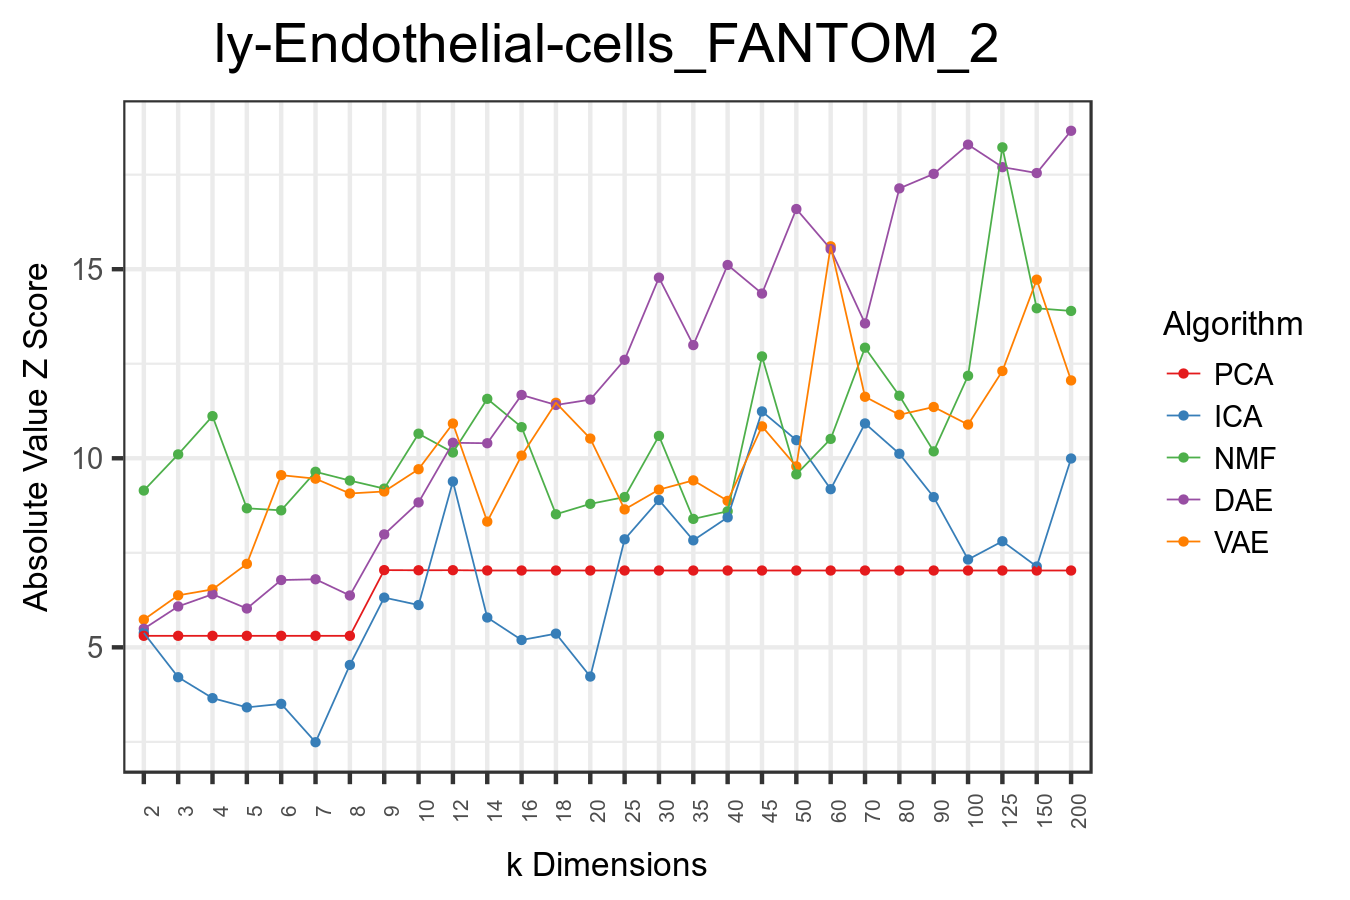 ly-Endothelial-cells_FANTOM_2
Absolute Value Z Score
15
10
5
2 3 4 5 6 7 8 9 10 12 14 16 18 20 25 30 35 40 45 50 60 70 80 90 100 125 150 200
k Dimensions
Algorithm
PCA
ICA
NMF
DAE
VAE